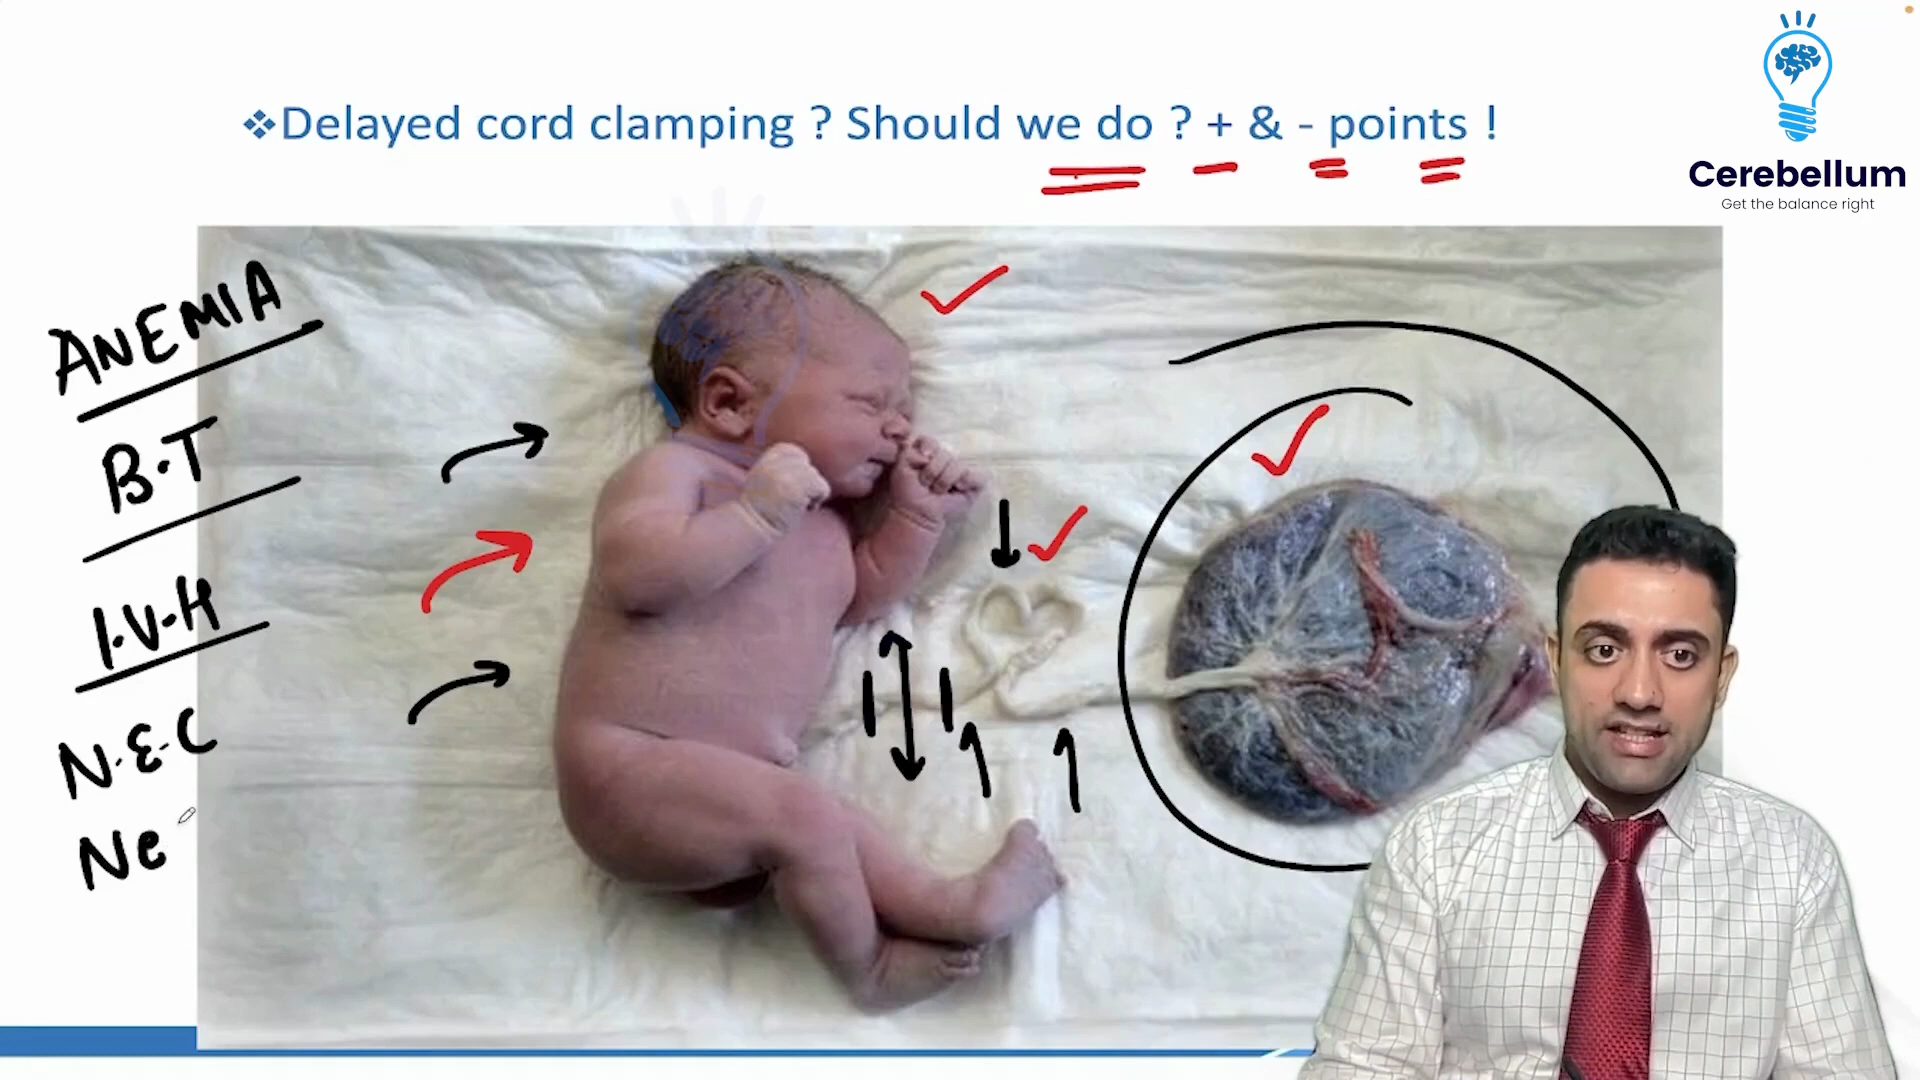 ❖Delayed cord clamping ? Should we do ? + & - points !
Cerebellum
Get the balance right
ANEMIA
B.T
I.V.H
N.E.C
Ne